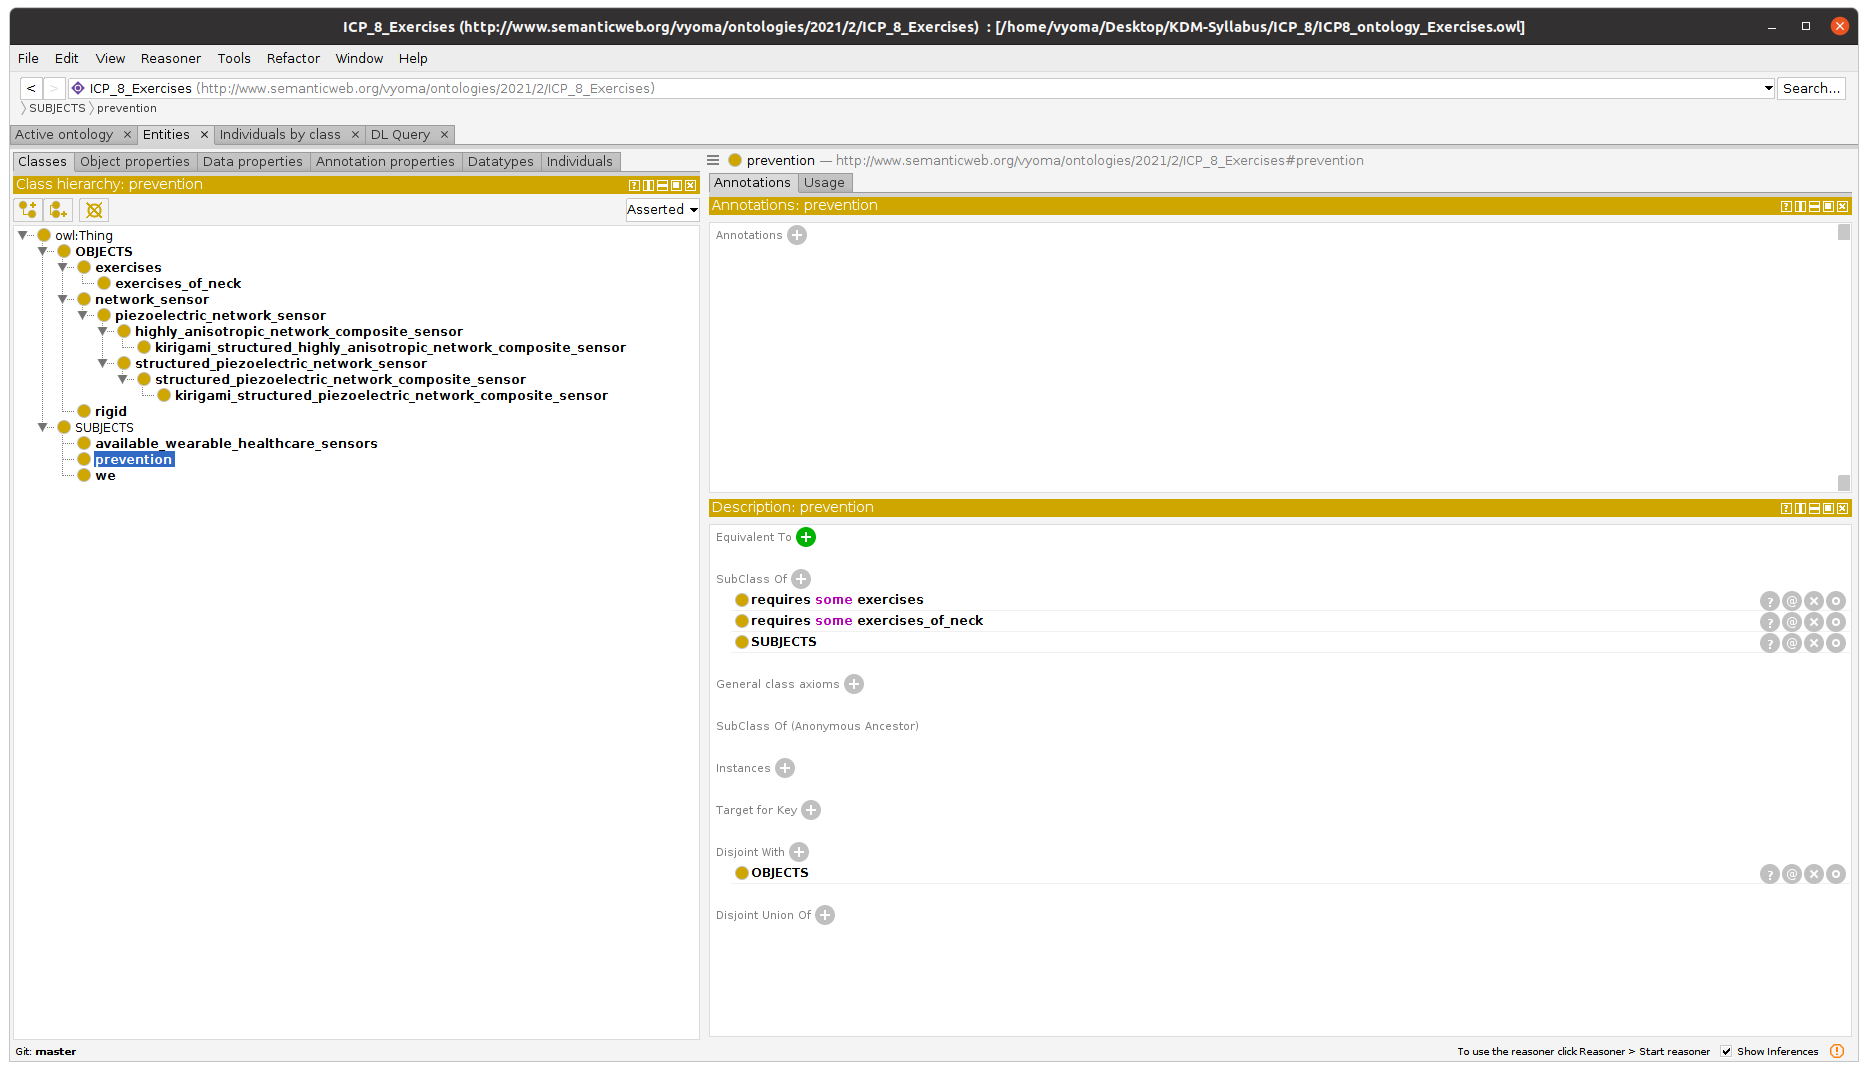 ICP_8_Exercises (http://www.semanticweb.org/vyoma/ontologies/2021/2/ICP_8_Exercises) : [/home/vyoma/Desktop/KDM-Syllabus/ICP_8/ICP8_ontology_Exercises.owl]
File Edit View Reasoner Tools Refactor Window Help
< > ICP_8_Exercises (http://www.semanticweb.org/vyoma/ontologies/2021/2/ICP_8_Exercises) Search...
SUBJECTS prevention
Active ontology × Entities × Individuals by class × DL Query ×
Classes Object properties Data properties Annotation properties Datatypes Individuals
Class hierarchy: prevention
Asserted
owl:Thing
OBJECTS
exercises
exercises_of_neck
network_sensor
piezoelectric_network_sensor
highly_anisotropic_network_composite_sensor
kirigami_structured_highly_anisotropic_network_composite_sensor
structured_piezoelectric_network_sensor
structured_piezoelectric_network_composite_sensor
kirigami_structured_piezoelectric_network_composite_sensor
rigid
SUBJECTS
available_wearable_healthcare_sensors
prevention
we
prevention — http://www.semanticweb.org/vyoma/ontologies/2021/2/ICP_8_Exercises#prevention
Annotations Usage
Annotations: prevention
Annotations
Description: prevention
Equivalent To
SubClass Of
requires some exercises
requires some exercises_of_neck
SUBJECTS
General class axioms
SubClass Of (Anonymous Ancestor)
Instances
Target for Key
Disjoint With
OBJECTS
Disjoint Union Of
Git: master
To use the reasoner click Reasoner > Start reasoner Show Inferences